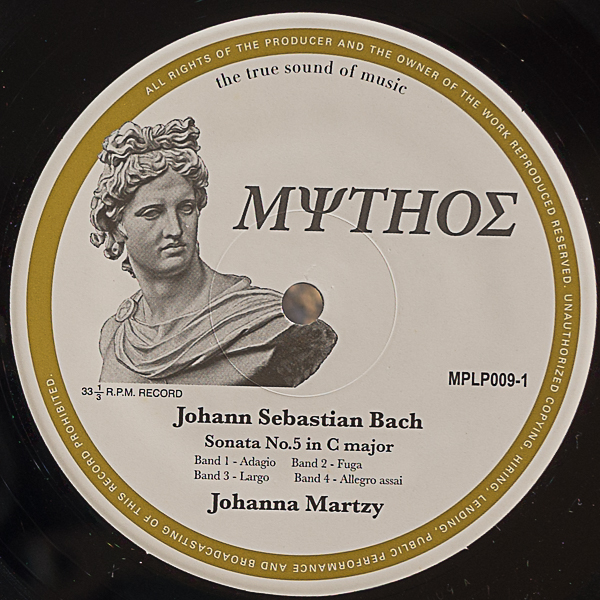 ALL RIGHTS OF THE PRODUCER AND THE OWNER OF THE WORK REPRODUCED RESERVED. UNAUTHORIZED COPYING, HIRING, LENDING, PUBLIC PERFORMANCE AND BROADCASTING OF THIS RECORD PROHIBITED.
the true sound of music
MΨTHOΣ
MPLP009-1
33 1/3 R.P.M. RECORD
Johann Sebastian Bach
Sonata No.5 in C major
Band 1 - Adagio Band 2 - Fuga
Band 3 - Largo Band 4 - Allegro assai
Johanna Martzy